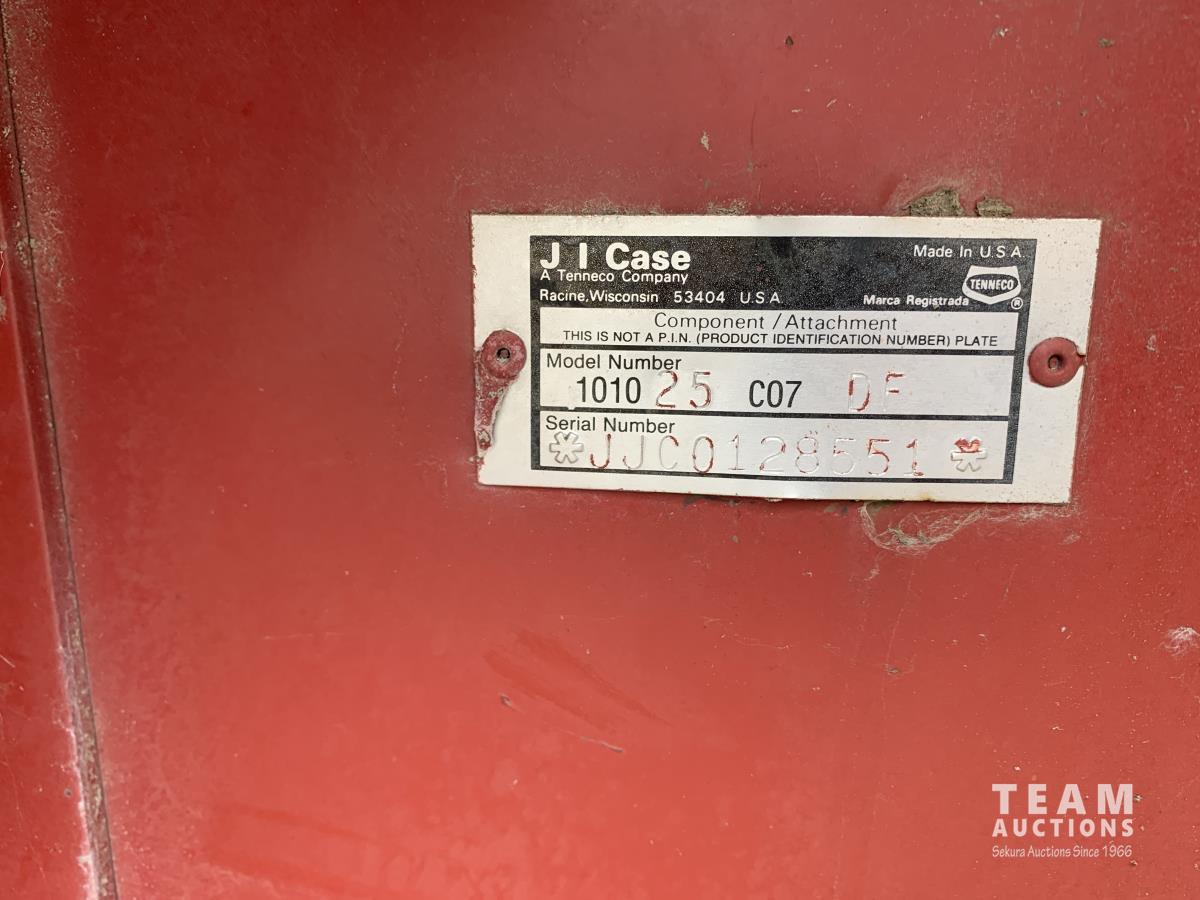 J I Case
Made In U.S.A.
A Tenneco Company
TENNECO
Racine, Wisconsin 53404 U.S.A.
Marca Registrada ®
Component / Attachment
THIS IS NOT A P.I.N. (PRODUCT IDENTIFICATION NUMBER) PLATE
Model Number
1010 25 C07 DF
Serial Number
*JJC0128551*
TEAM
AUCTIONS
Sekura Auctions Since 1966